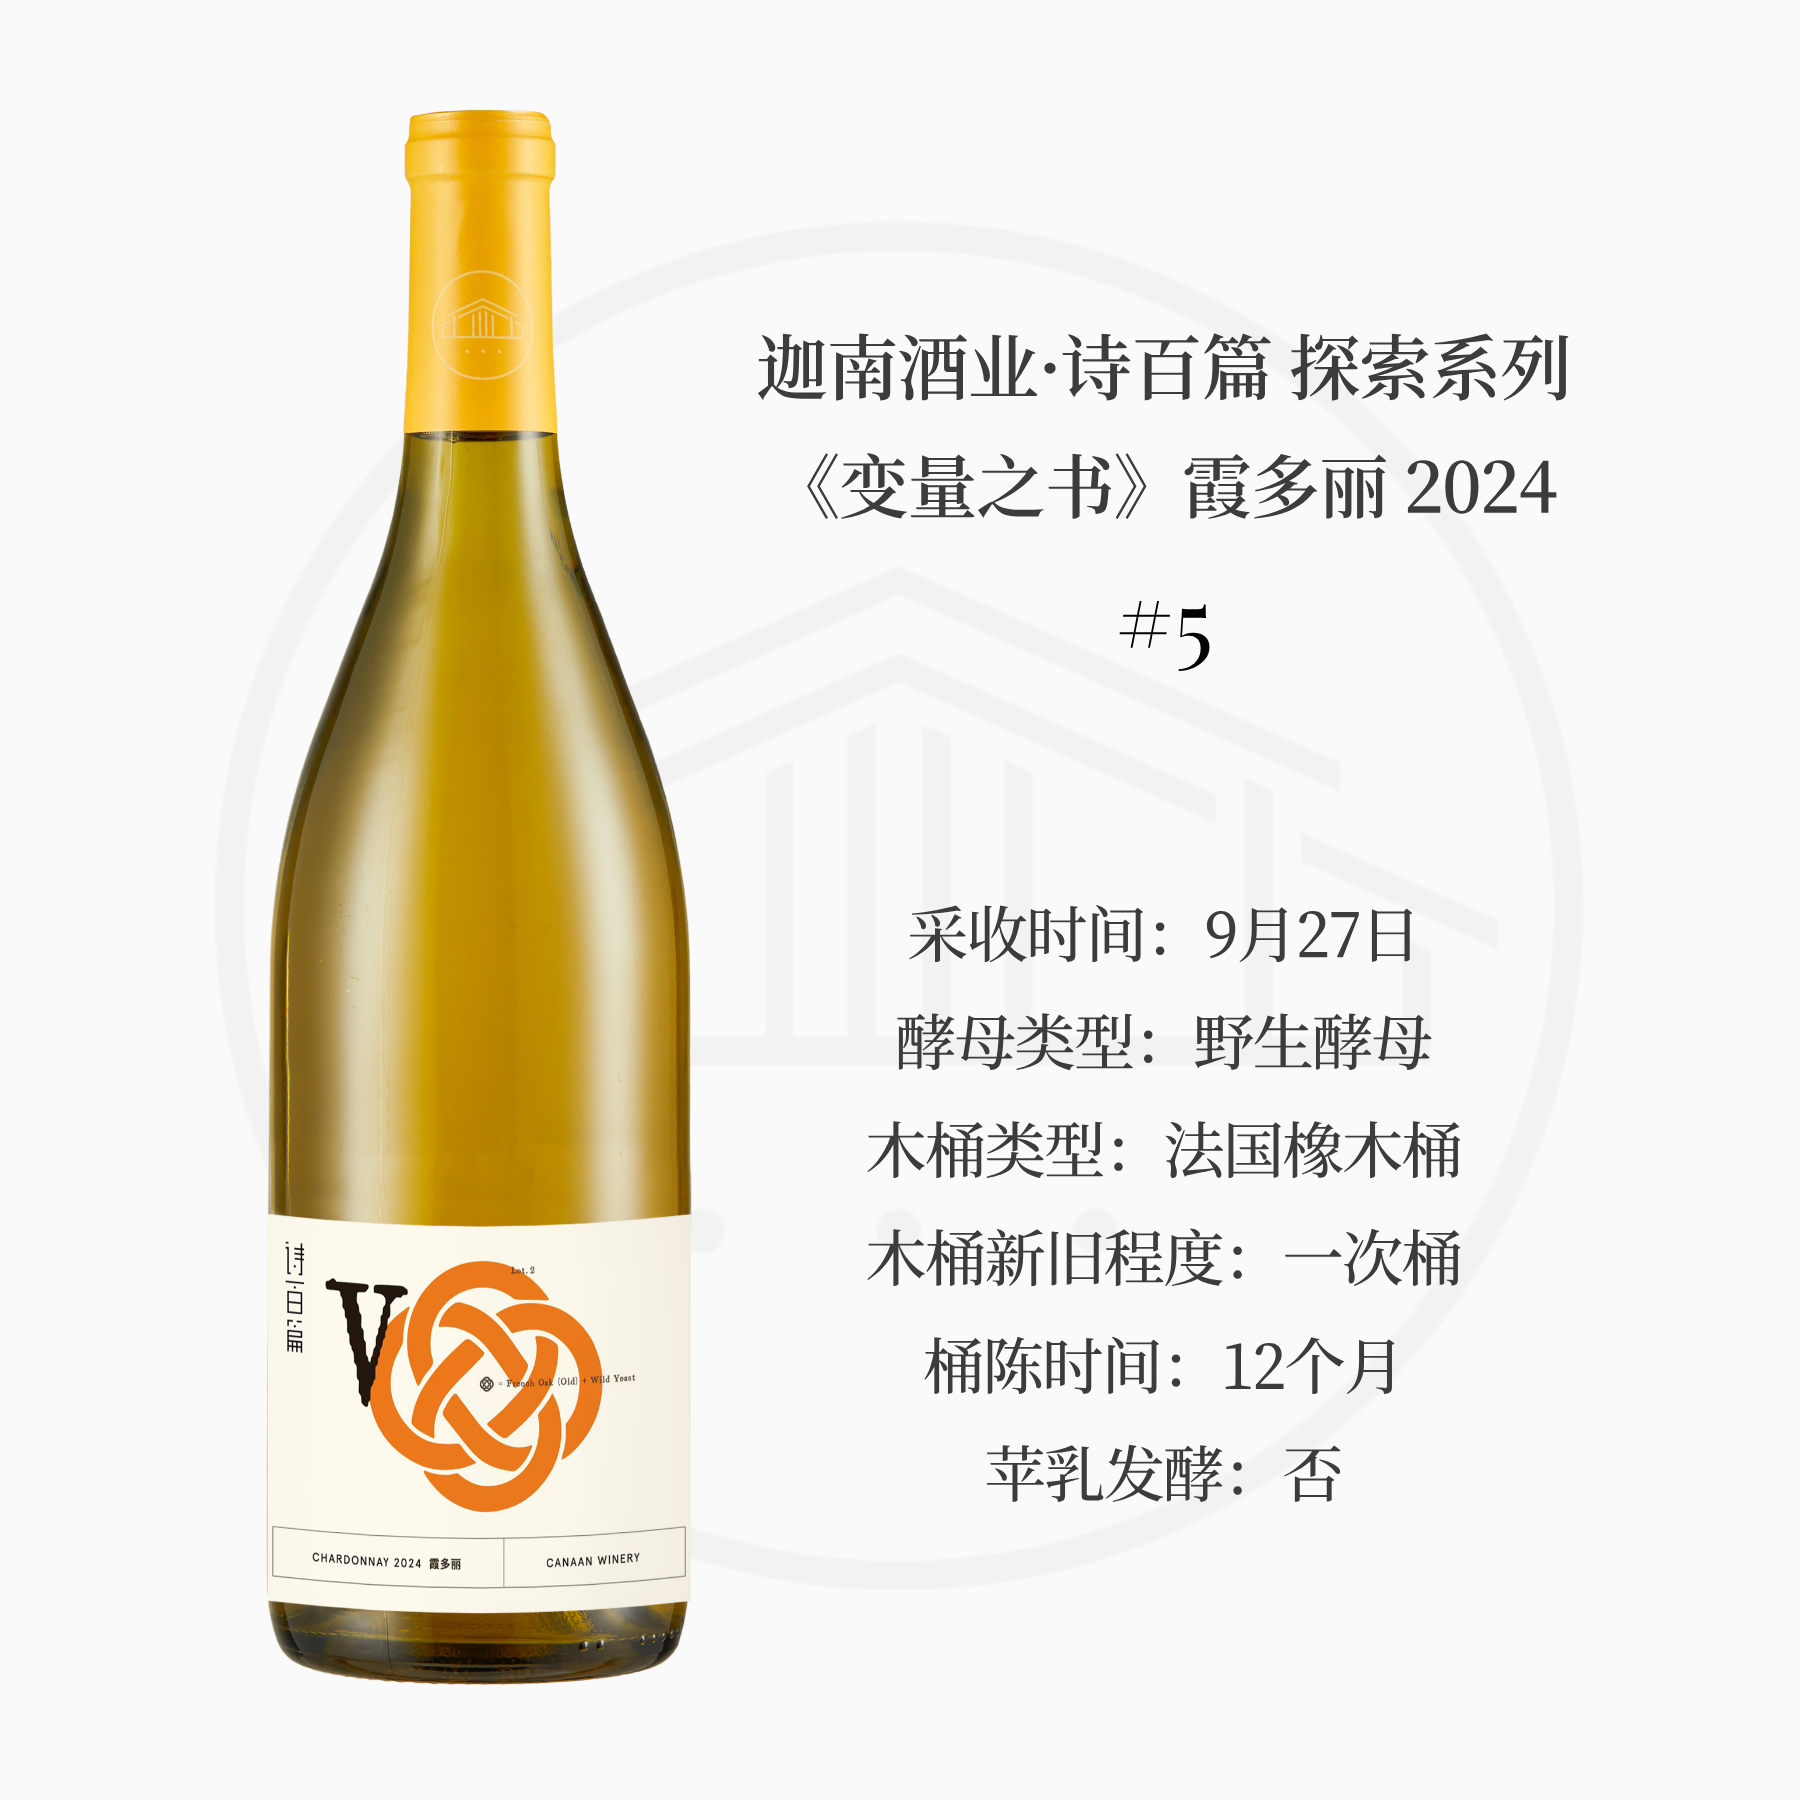 迦南酒业·诗百篇 探索系列
《变量之书》霞多丽 2024
#5
采收时间：9月27日
酵母类型：野生酵母
木桶类型：法国橡木桶
木桶新旧程度：一次桶
桶陈时间：12个月
苹乳发酵：否
诗百篇
V
Lot.2
= French Oak (Old) + Wild Yeast
CHARDONNAY 2024 霞多丽
CANAAN WINERY